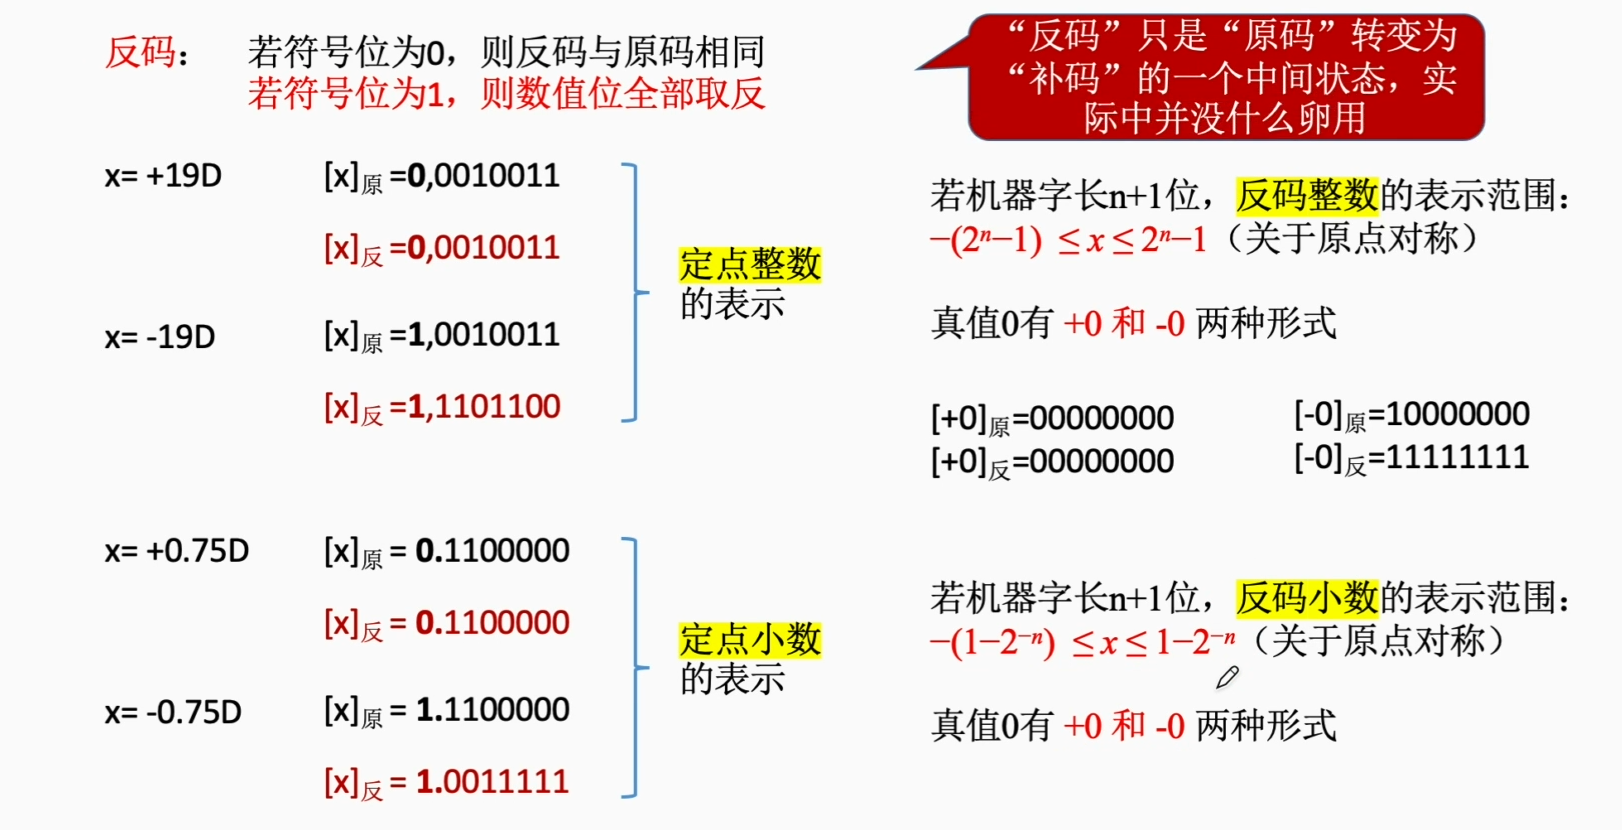 反码： 若符号位为0，则反码与原码相同
若符号位为1，则数值位全部取反
x= +19D [x]原 =0,0010011
[x]反 =0,0010011
x= -19D [x]原 =1,0010011
[x]反 =1,1101100
定点整数
的表示
x= +0.75D [x]原 = 0.1100000
[x]反 = 0.1100000
x= -0.75D [x]原 = 1.1100000
[x]反 = 1.0011111
定点小数
的表示
“反码”只是“原码”转变为
“补码”的一个中间状态，实
际中并没什么卵用
若机器字长n+1位，反码整数的表示范围：
−(2ⁿ−1) ≤ x ≤ 2ⁿ−1（关于原点对称）
真值0有 +0 和 -0 两种形式
[+0]原=00000000 [-0]原=10000000
[+0]反=00000000 [-0]反=11111111
若机器字长n+1位，反码小数的表示范围：
−(1−2⁻ⁿ) ≤ x ≤ 1−2⁻ⁿ（关于原点对称）
真值0有 +0 和 -0 两种形式